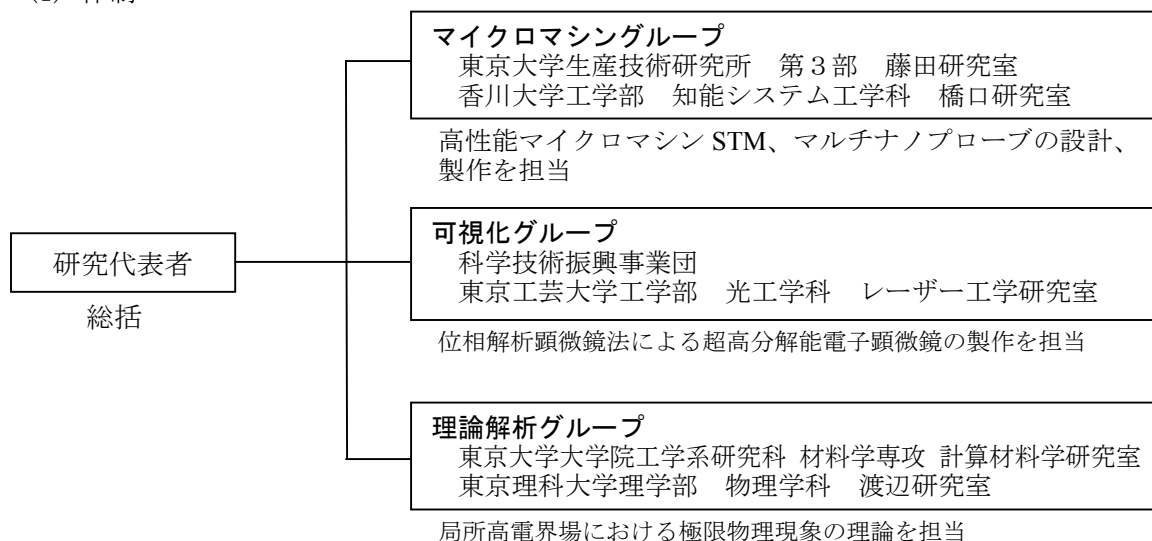 マイクロマシングループ
東京大学生産技術研究所 第3部 藤田研究室
香川大学工学部 知能システム工学科 橋口研究室
高性能マイクロマシン STM、マルチナノプローブの設計、
製作を担当
研究代表者
総括
可視化グループ
科学技術振興事業団
東京工芸大学工学部 光工学科 レーザー工学研究室
位相解析顕微鏡法による超高分解能電子顕微鏡の製作を担当
理論解析グループ
東京大学大学院工学系研究科 材料学専攻 計算材料学研究室
東京理科大学理学部 物理学科 渡辺研究室
局所高電界場における極限物理現象の理論を担当